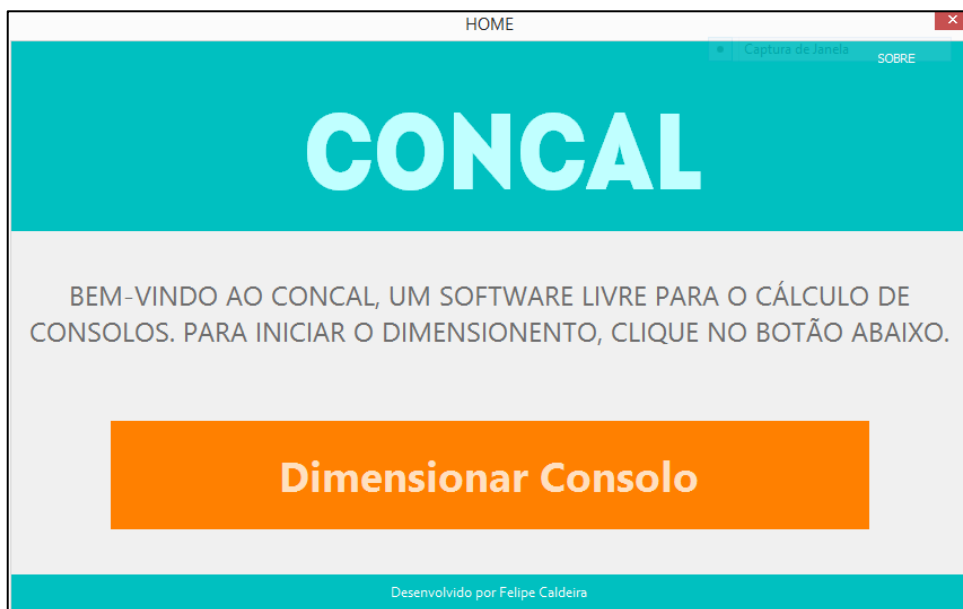 HOME
Captura de Janela
SOBRE
CONCAL
BEM-VINDO AO CONCAL, UM SOFTWARE LIVRE PARA O CÁLCULO DE
CONSOLOS. PARA INICIAR O DIMENSIONENTO, CLIQUE NO BOTÃO ABAIXO.
Dimensionar Consolo
Desenvolvido por Felipe Caldeira